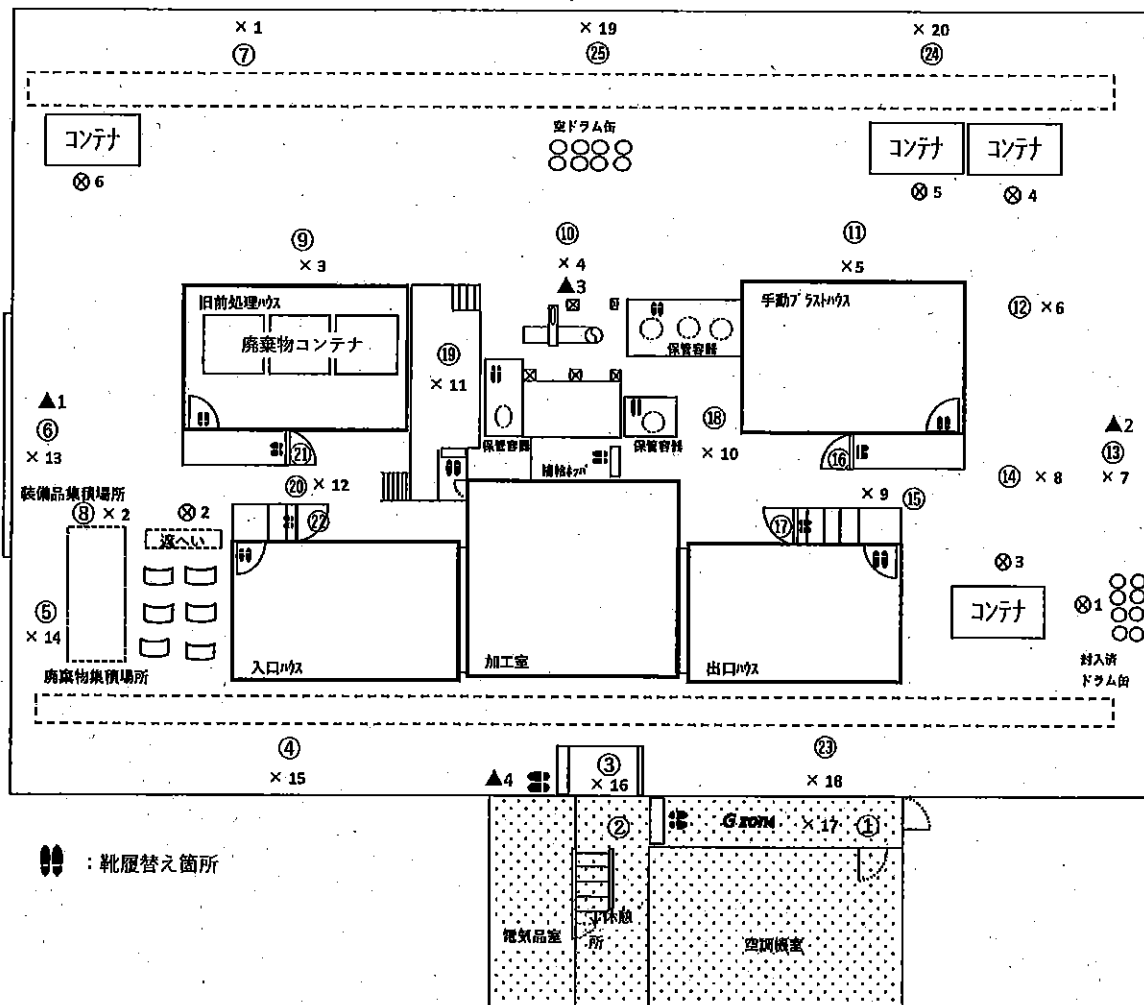 × 1
× 19
× 20
⑦
㉕
㉔
コンテナ
空ドラム缶
コンテナ
コンテナ
⊗ 6
⊗ 5
⊗ 4
⑨
⑩
⑪
× 3
× 4
×5
▲3
旧前処理ハウス
手動ブラストハウス
⑫ × 6
廃棄物コンテナ
保管容器
⑲
× 11
▲1
⑥
× 13
⑱
× 10
▲2
⑬
× 7
保管容器
保管容器
㉑
⑯
⑳ × 12
⑭ × 8
装備品集積場所
⑧ × 2
⊗ 2
㉒
× 9
⑮
⑰
遮へい
⊗ 3
⑤
× 14
コンテナ
⊗ 1
廃棄物集積場所
入口ハウス
加工室
出口ハウス
封入済
ドラム缶
④
× 15
▲4
③
× 16
㉓
× 18
②
G zone
× 17
①
:靴履替え箇所
電気品室
休憩
所
空調機室